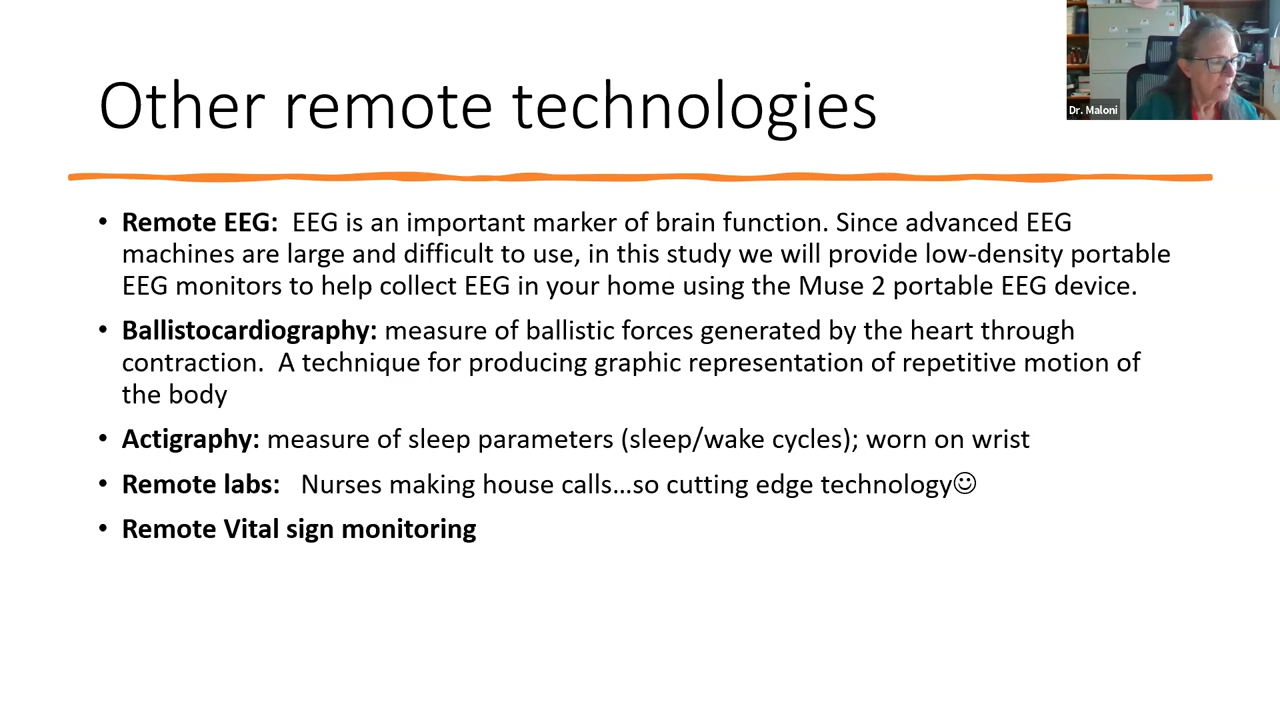 Other remote technologies
Dr. Maloni
• Remote EEG:  EEG is an important marker of brain function. Since advanced EEG
machines are large and difficult to use, in this study we will provide low-density portable
EEG monitors to help collect EEG in your home using the Muse 2 portable EEG device.
• Ballistocardiography: measure of ballistic forces generated by the heart through
contraction.  A technique for producing graphic representation of repetitive motion of
the body
• Actigraphy: measure of sleep parameters (sleep/wake cycles); worn on wrist
• Remote labs:   Nurses making house calls…so cutting edge technology☺
• Remote Vital sign monitoring